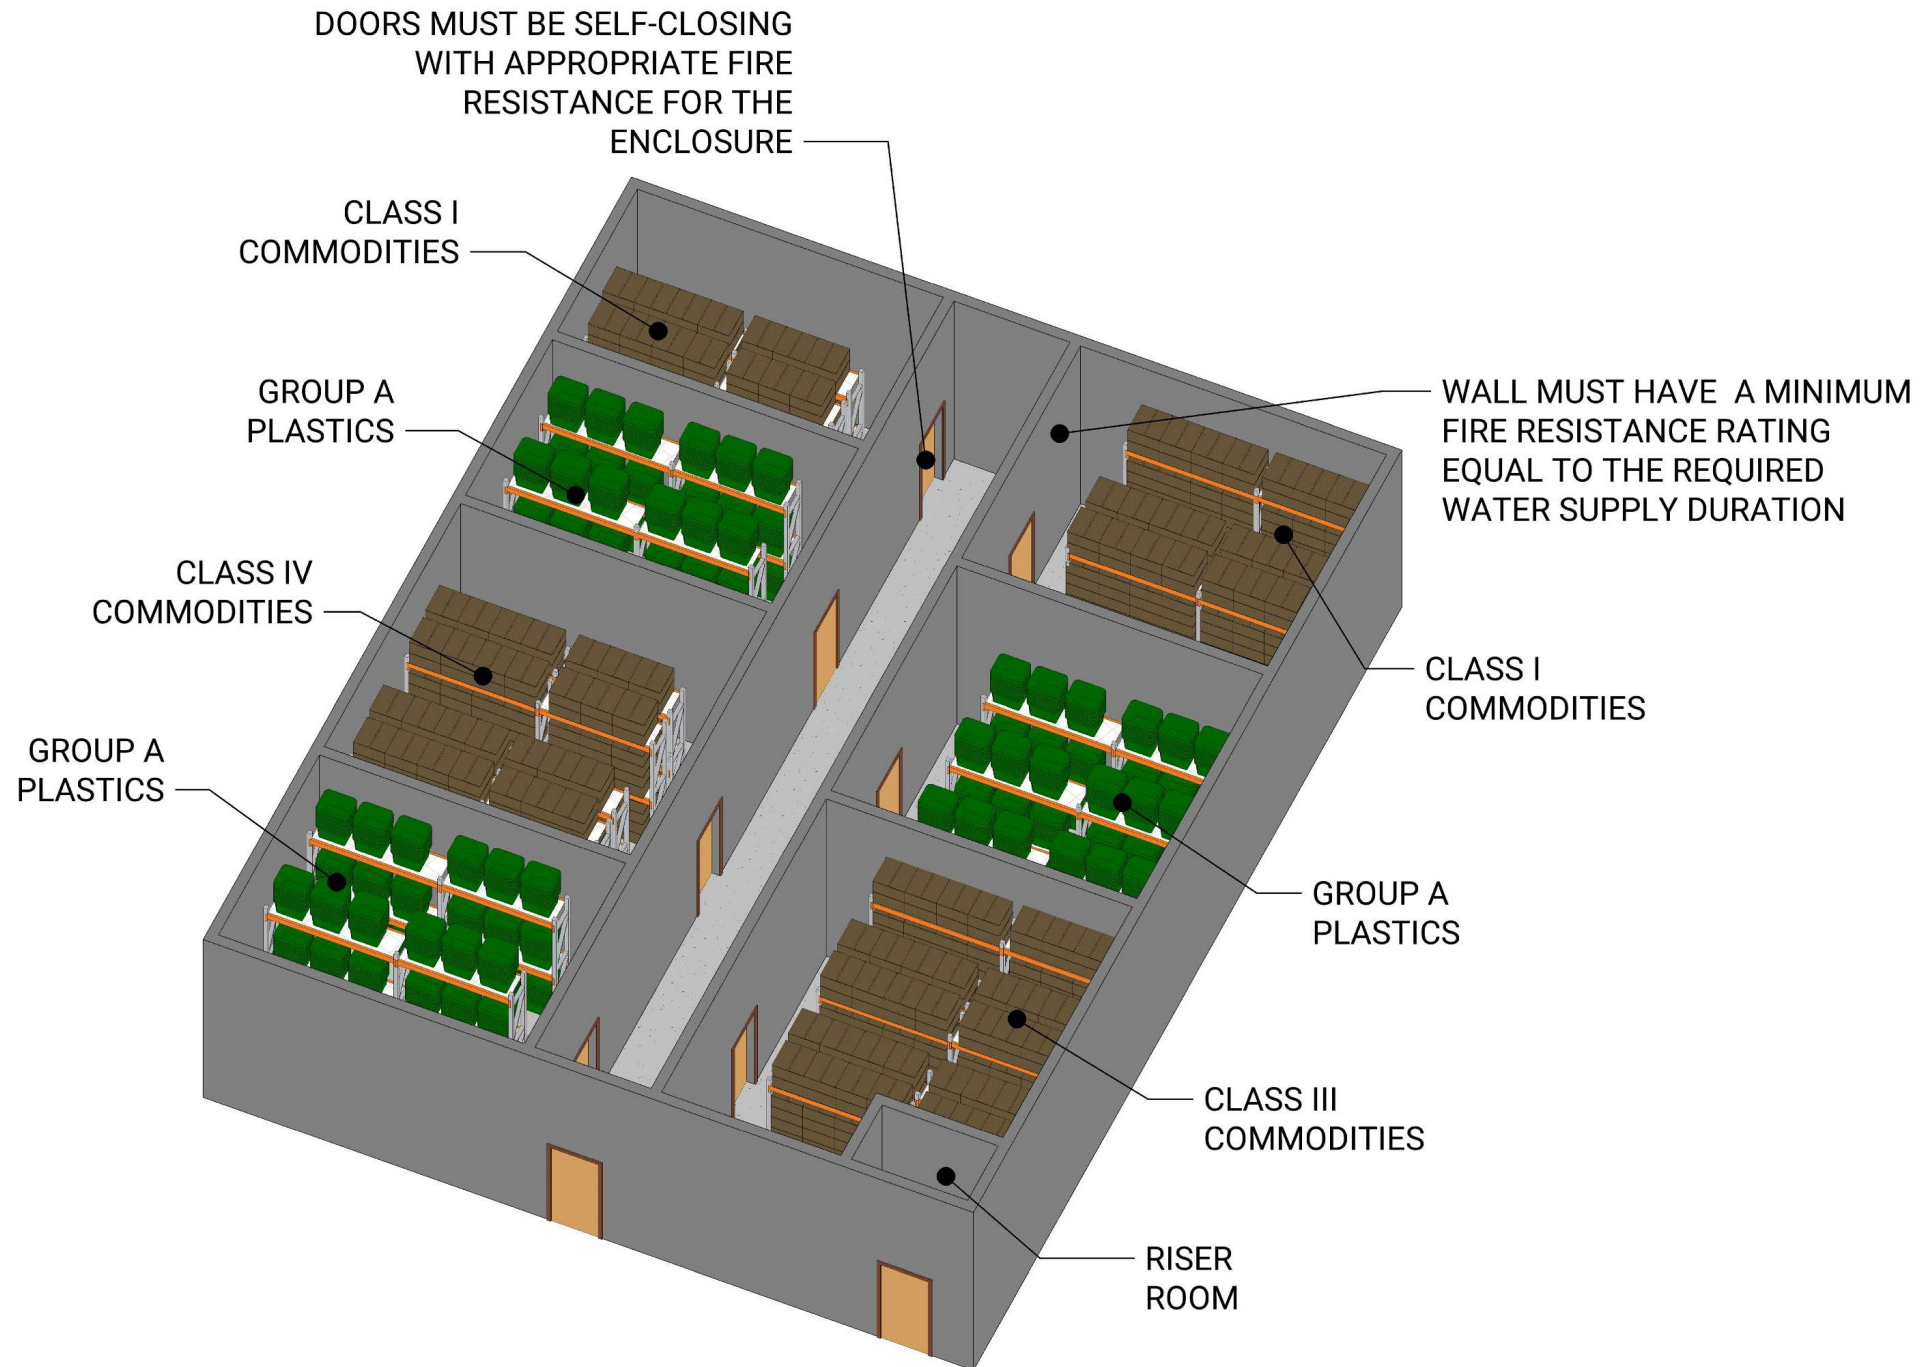 DOORS MUST BE SELF-CLOSING
WITH APPROPRIATE FIRE
RESISTANCE FOR THE
ENCLOSURE
CLASS I
COMMODITIES
GROUP A
PLASTICS
CLASS IV
COMMODITIES
GROUP A
PLASTICS
WALL MUST HAVE A MINIMUM
FIRE RESISTANCE RATING
EQUAL TO THE REQUIRED
WATER SUPPLY DURATION
CLASS I
COMMODITIES
GROUP A
PLASTICS
CLASS III
COMMODITIES
RISER
ROOM